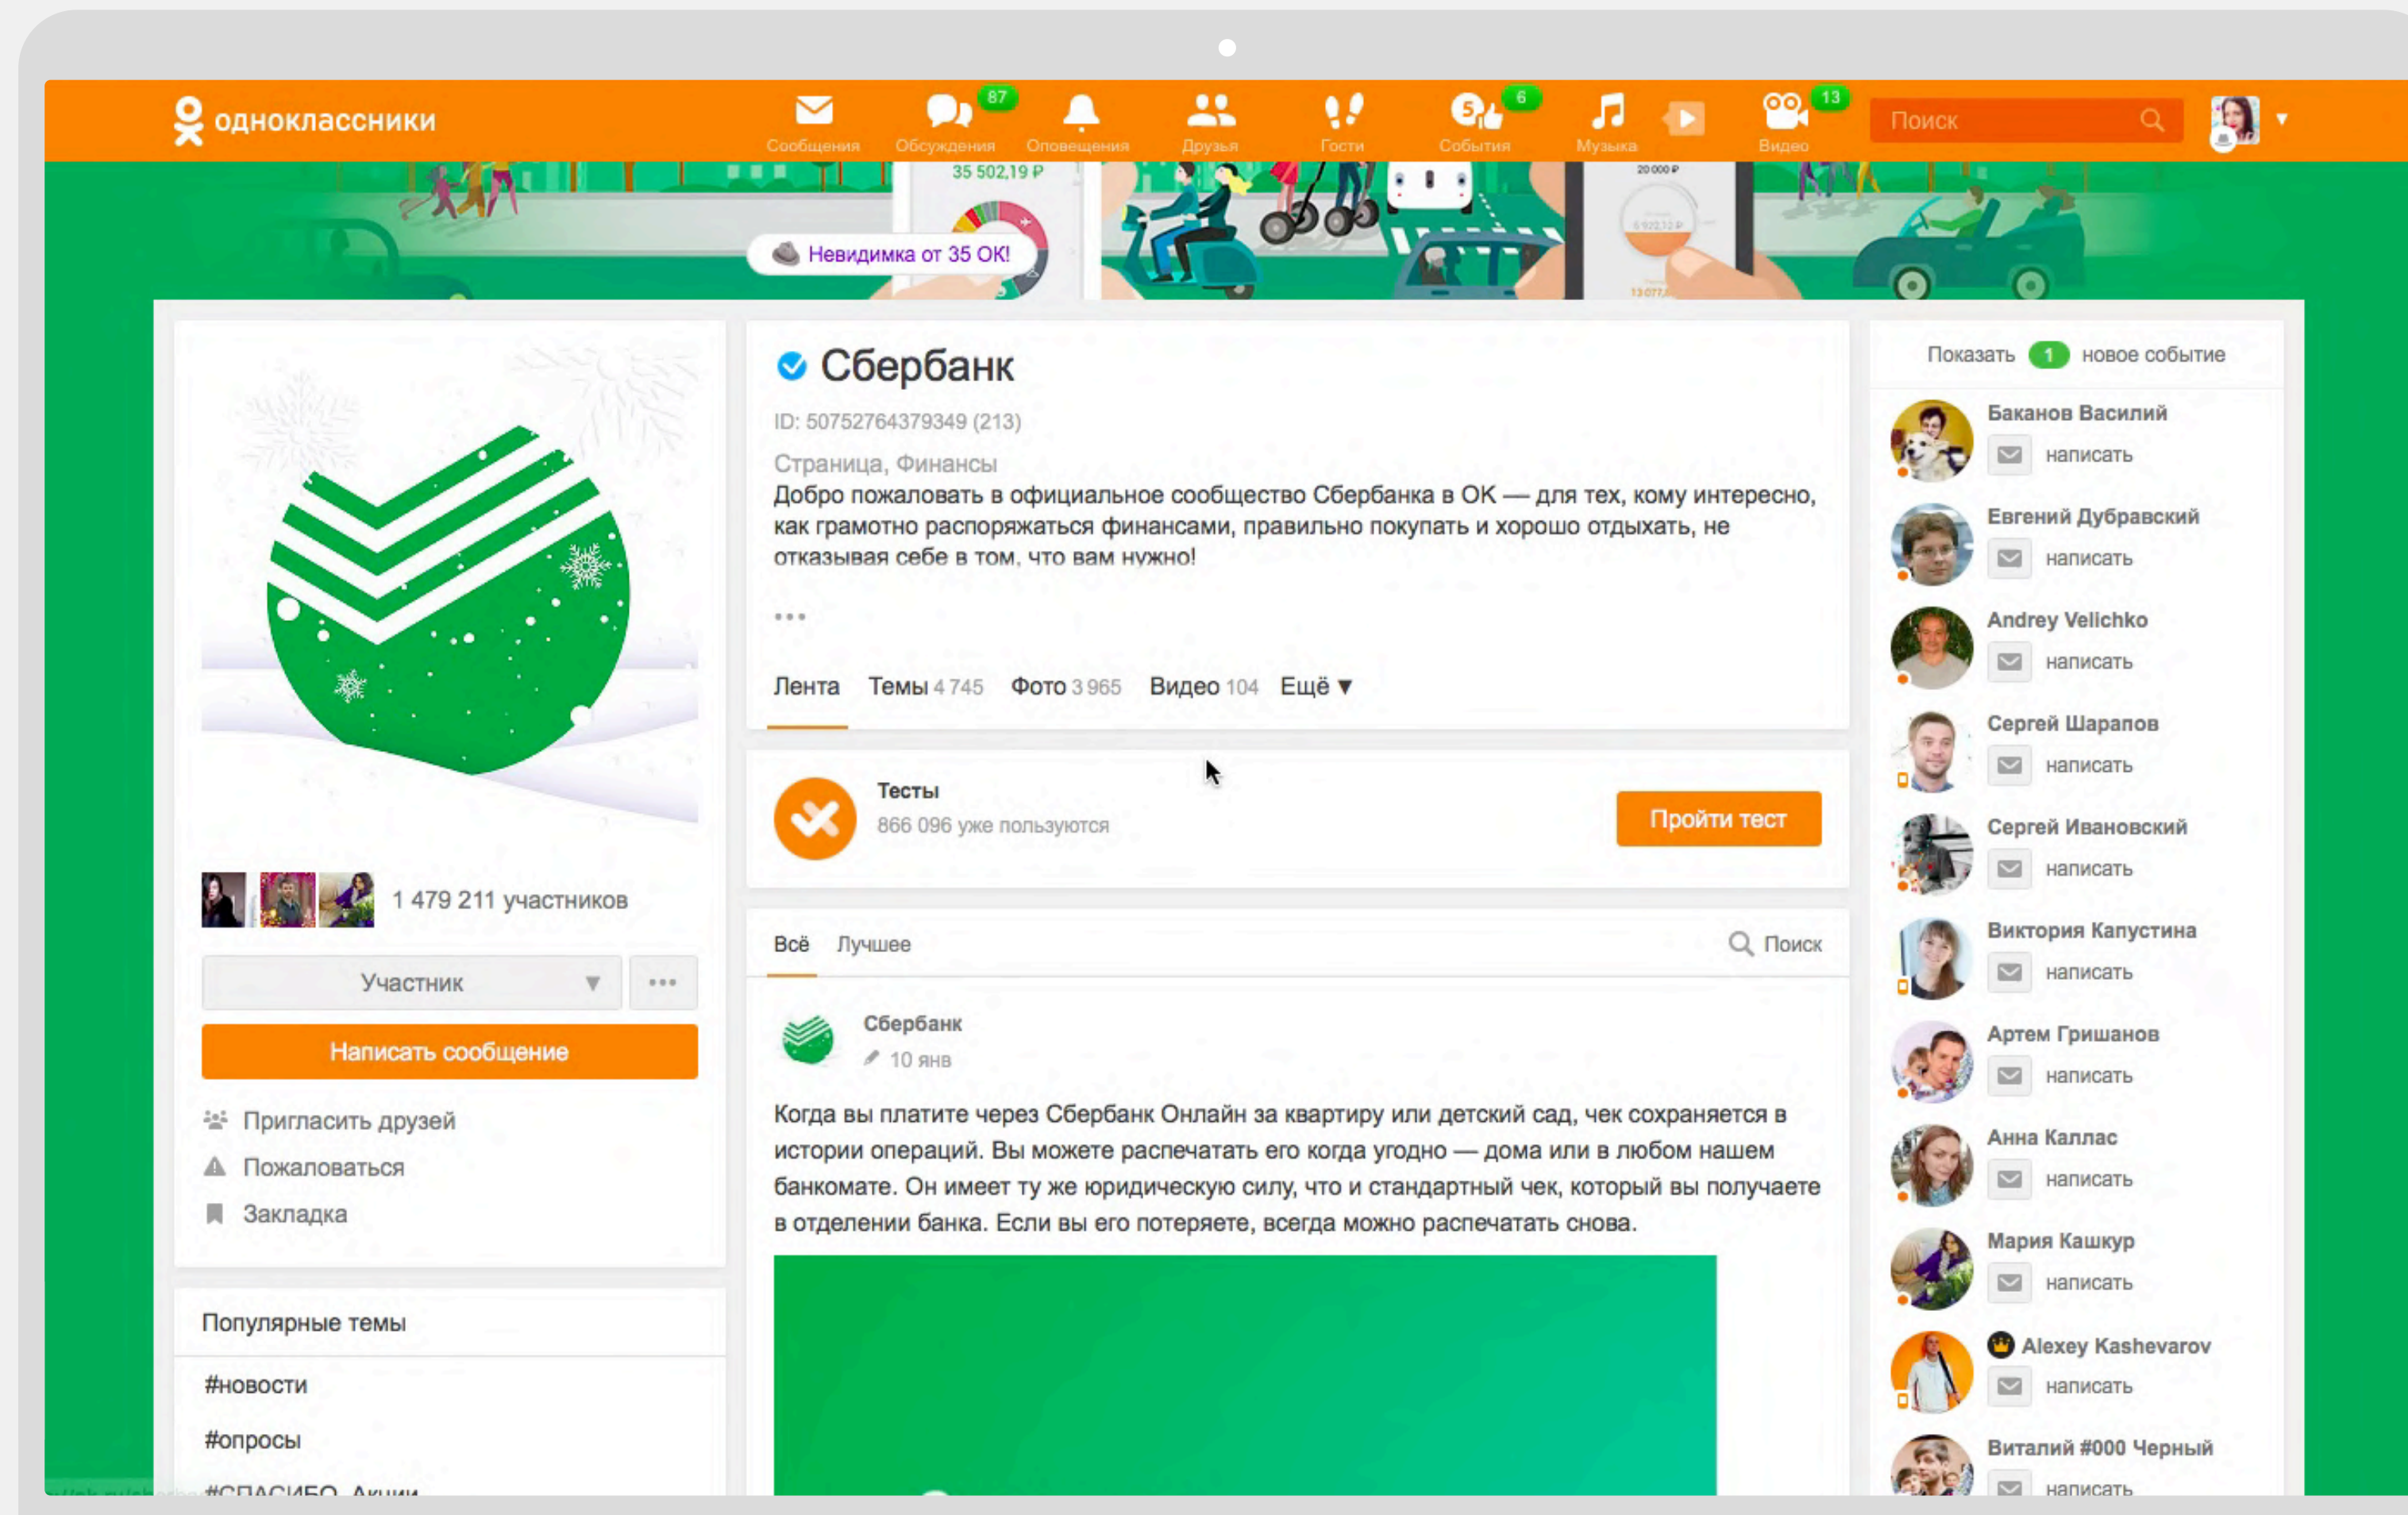 одноклассники
Сообщения
87
Обсуждения
Оповещения
Друзья
Гости
5
6
События
Музыка
13
Видео
Поиск
35 502,19 ₽
20 000 ₽
Невидимка от 35 ОК!
1 479 211 участников
Участник
Написать сообщение
Пригласить друзей
Пожаловаться
Закладка
Популярные темы
#новости
#опросы
#СПАСИБО_Акции
Сбербанк
ID: 50752764379349 (213)
Страница, Финансы
Добро пожаловать в официальное сообщество Сбербанка в ОК — для тех, кому интересно,
как грамотно распоряжаться финансами, правильно покупать и хорошо отдыхать, не
отказывая себе в том, что вам нужно!
Лента Темы 4 745 Фото 3 965 Видео 104 Ещё
Тесты
866 096 уже пользуются
Пройти тест
Всё Лучшее Поиск
Сбербанк
10 янв
Когда вы платите через Сбербанк Онлайн за квартиру или детский сад, чек сохраняется в
истории операций. Вы можете распечатать его когда угодно — дома или в любом нашем
банкомате. Он имеет ту же юридическую силу, что и стандартный чек, который вы получаете
в отделении банка. Если вы его потеряете, всегда можно распечатать снова.
Показать 1 новое событие
Баканов Василий
написать
Евгений Дубравский
написать
Andrey Velichko
написать
Сергей Шарапов
написать
Сергей Ивановский
написать
Виктория Капустина
написать
Артем Гришанов
написать
Анна Каллас
написать
Мария Кашкур
написать
Alexey Kashevarov
написать
Виталий #000 Черный
написать